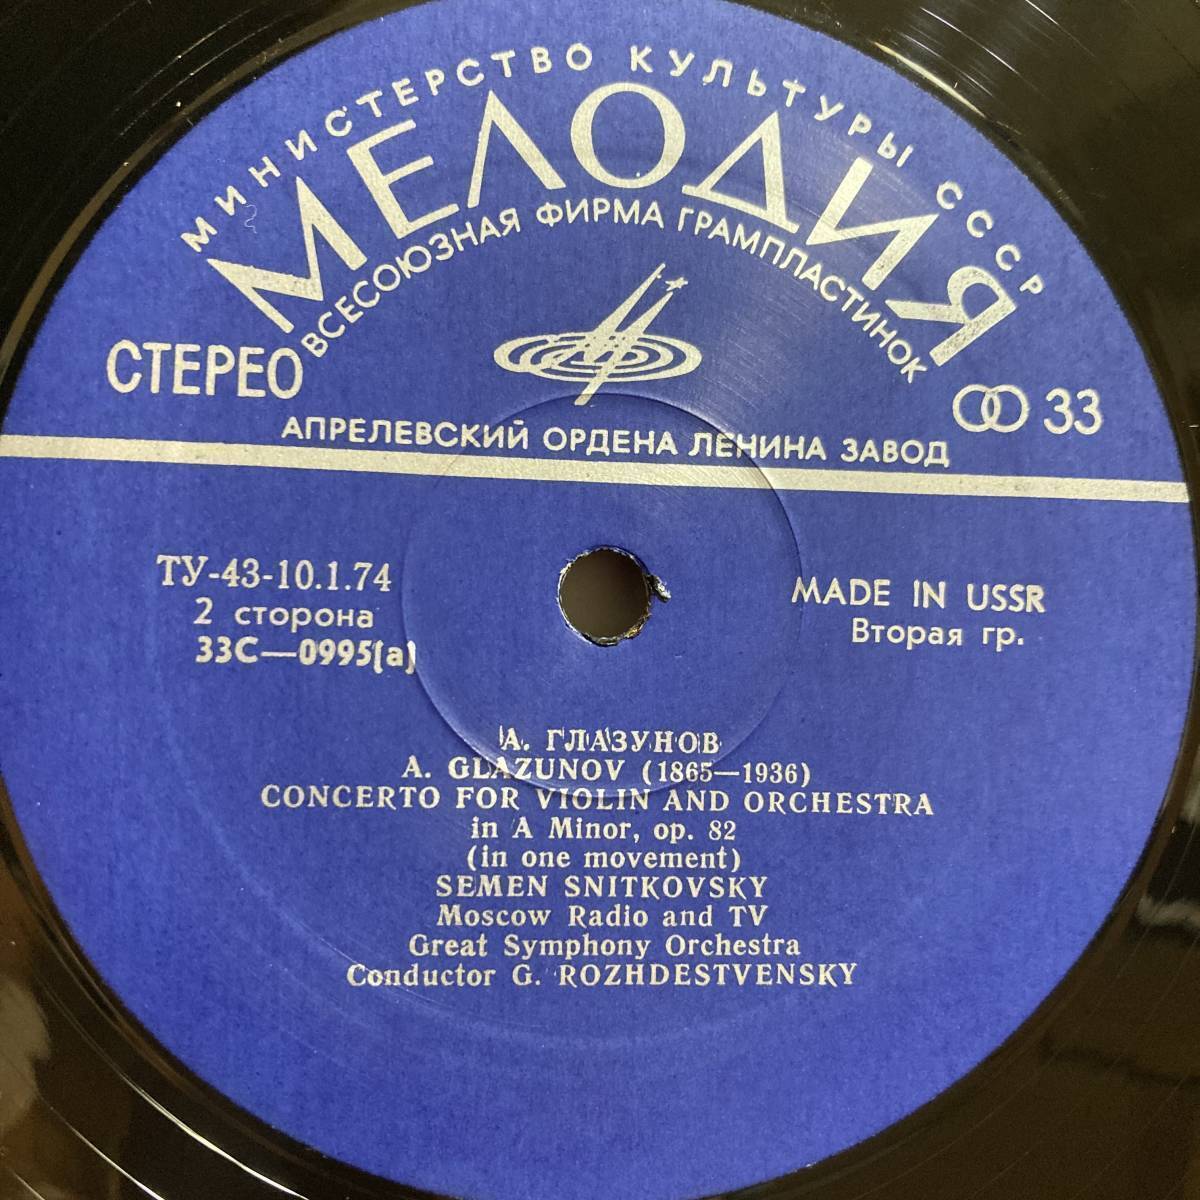 МИНИСТЕРСТВО КУЛЬТУРЫ СССР
МЕЛОДИЯ
ВСЕСОЮЗНАЯ ФИРМА ГРАМПЛАСТИНОК
СТЕРЕО
33
АПРЕЛЕВСКИЙ ОРДЕНА ЛЕНИНА ЗАВОД
ТУ-43-10.1.74
2 сторона
33С—0995(а)
MADE IN USSR
Вторая гр.
А. ГЛАЗУНОВ
A. GLAZUNOV (1865—1936)
CONCERTO FOR VIOLIN AND ORCHESTRA
in A Minor, op. 82
(in one movement)
SEMEN SNITKOVSKY
Moscow Radio and TV
Great Symphony Orchestra
Conductor G. ROZHDESTVENSKY